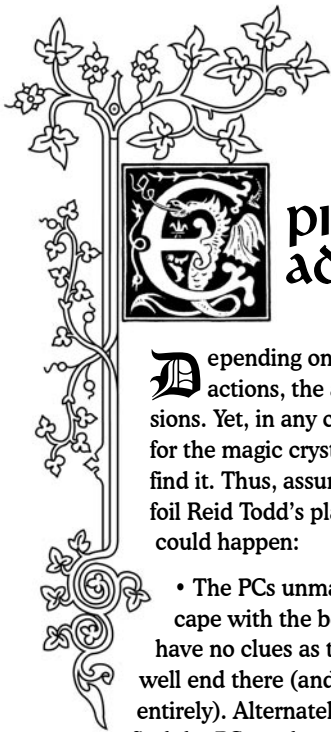 Epi
ad
Depending on
actions, the a
sions. Yet, in any c
for the magic cryst
find it. Thus, assur
foil Reid Todd's pla
could happen:
• The PCs unma
cape with the b
have no clues as t
well end there (and
entirely). Alternatel